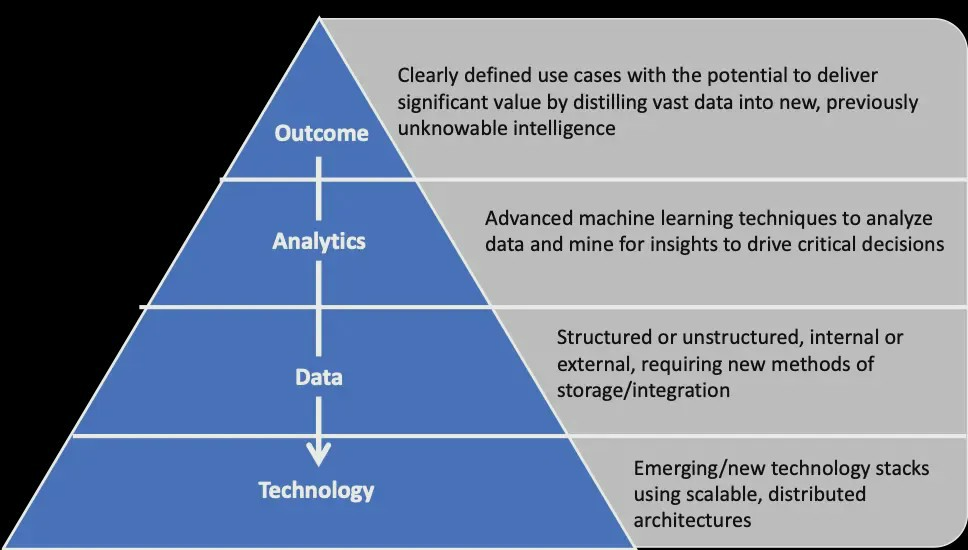 Clearly defined use cases with the potential to deliver
significant value by distilling vast data into new, previously
unknowable intelligence
Outcome
Advanced machine learning techniques to analyze
data and mine for insights to drive critical decisions
Analytics
Structured or unstructured, internal or
external, requiring new methods of
storage/integration
Data
Emerging/new technology stacks
using scalable, distributed
architectures
Technology